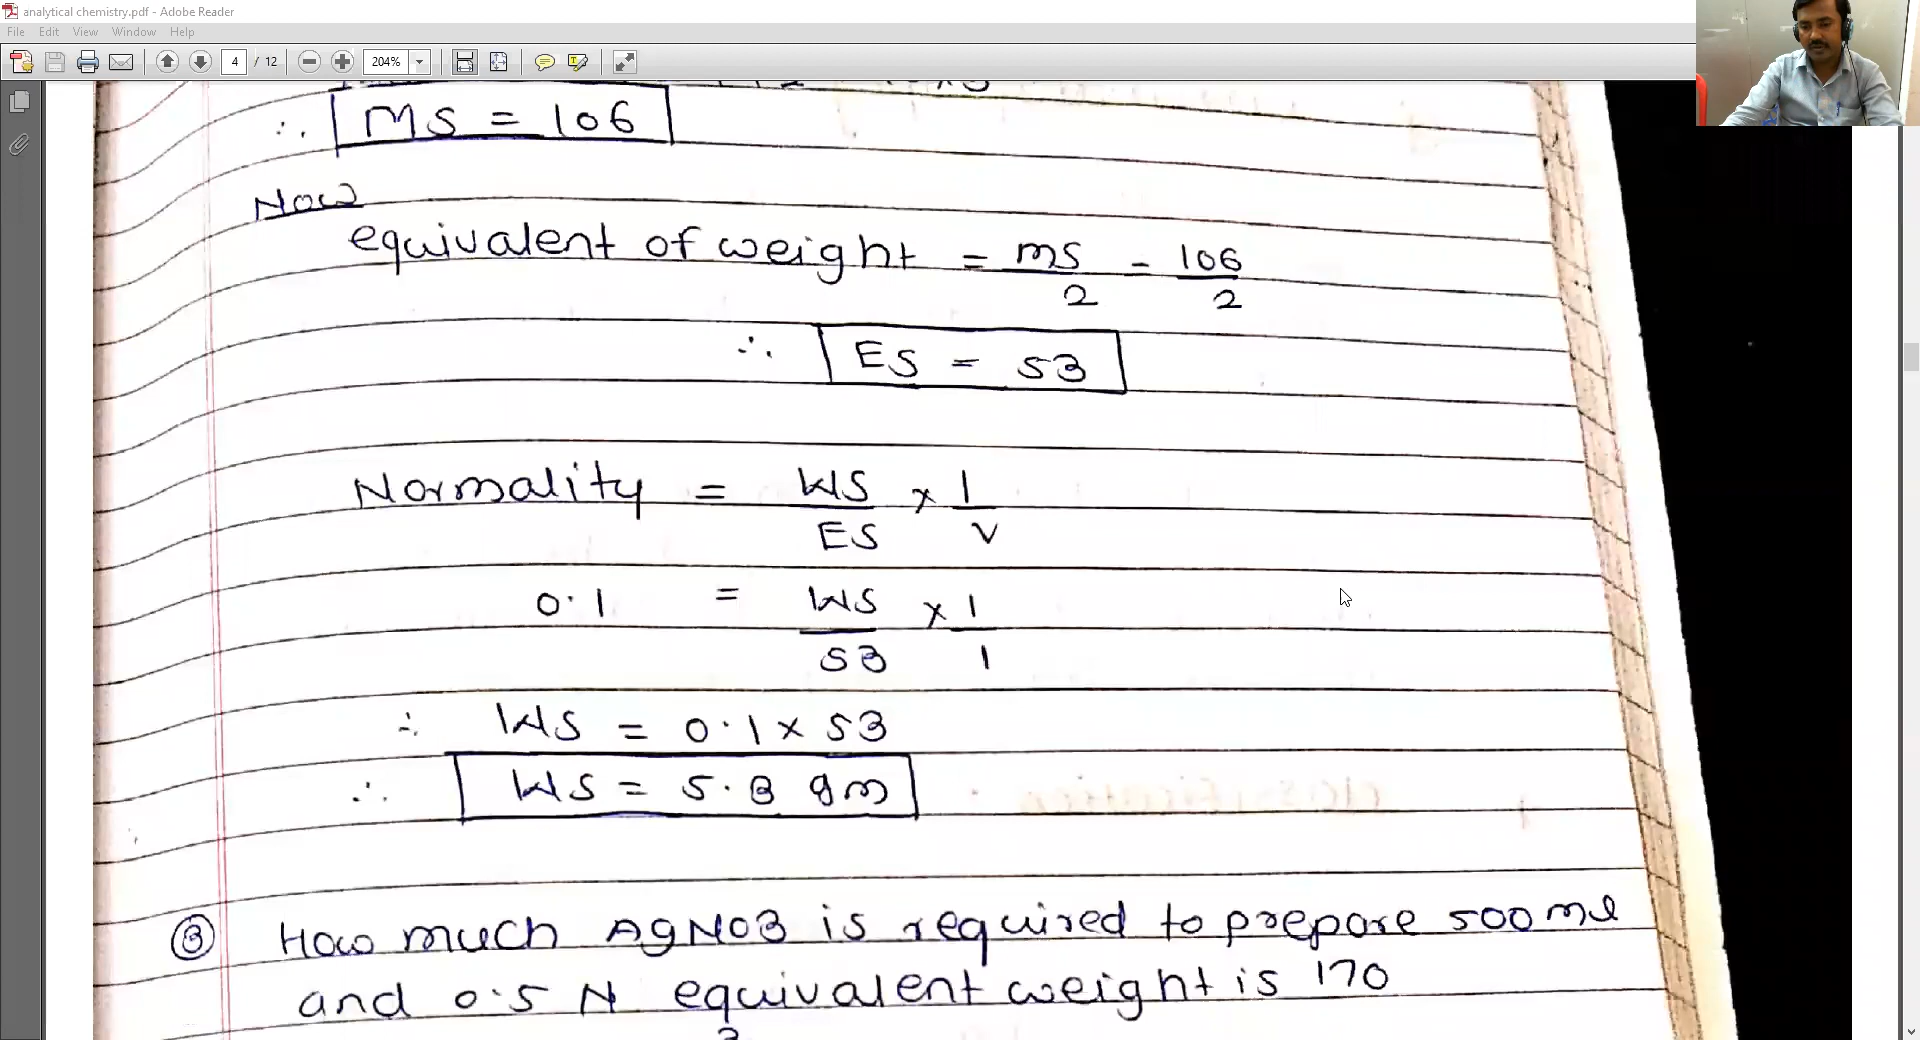 analytical chemistry.pdf - Adobe Reader
File Edit View Window Help
4 / 12 204%
∴ MS = 106
Now
equivalent of weight = MS/2 = 106/2
∴ ES = 53
Normality = WS/ES × 1/V
0.1 = WS/53 × 1/1
∴ WS = 0.1 × 53
∴ WS = 5.3 gm
③ How much AgNO3 is required to prepare 500 ml
and 0.5 N equivalent weight is 170